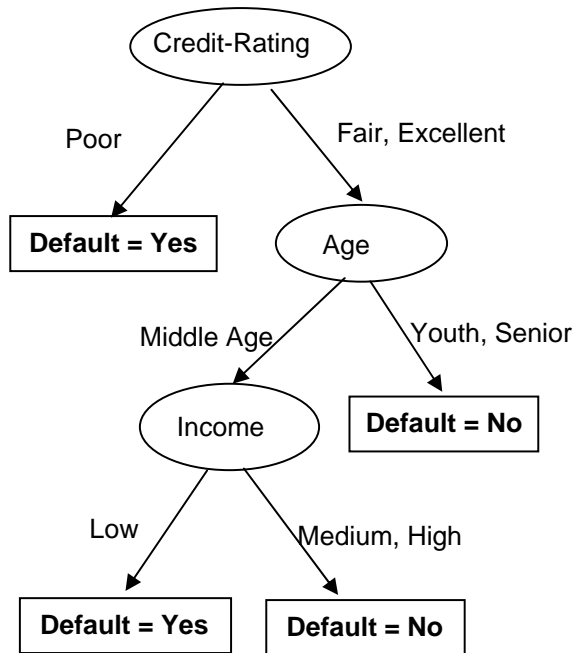 Credit-Rating
Poor
Fair, Excellent
Default = Yes
Age
Middle Age
Youth, Senior
Income
Default = No
Low
Medium, High
Default = Yes
Default = No